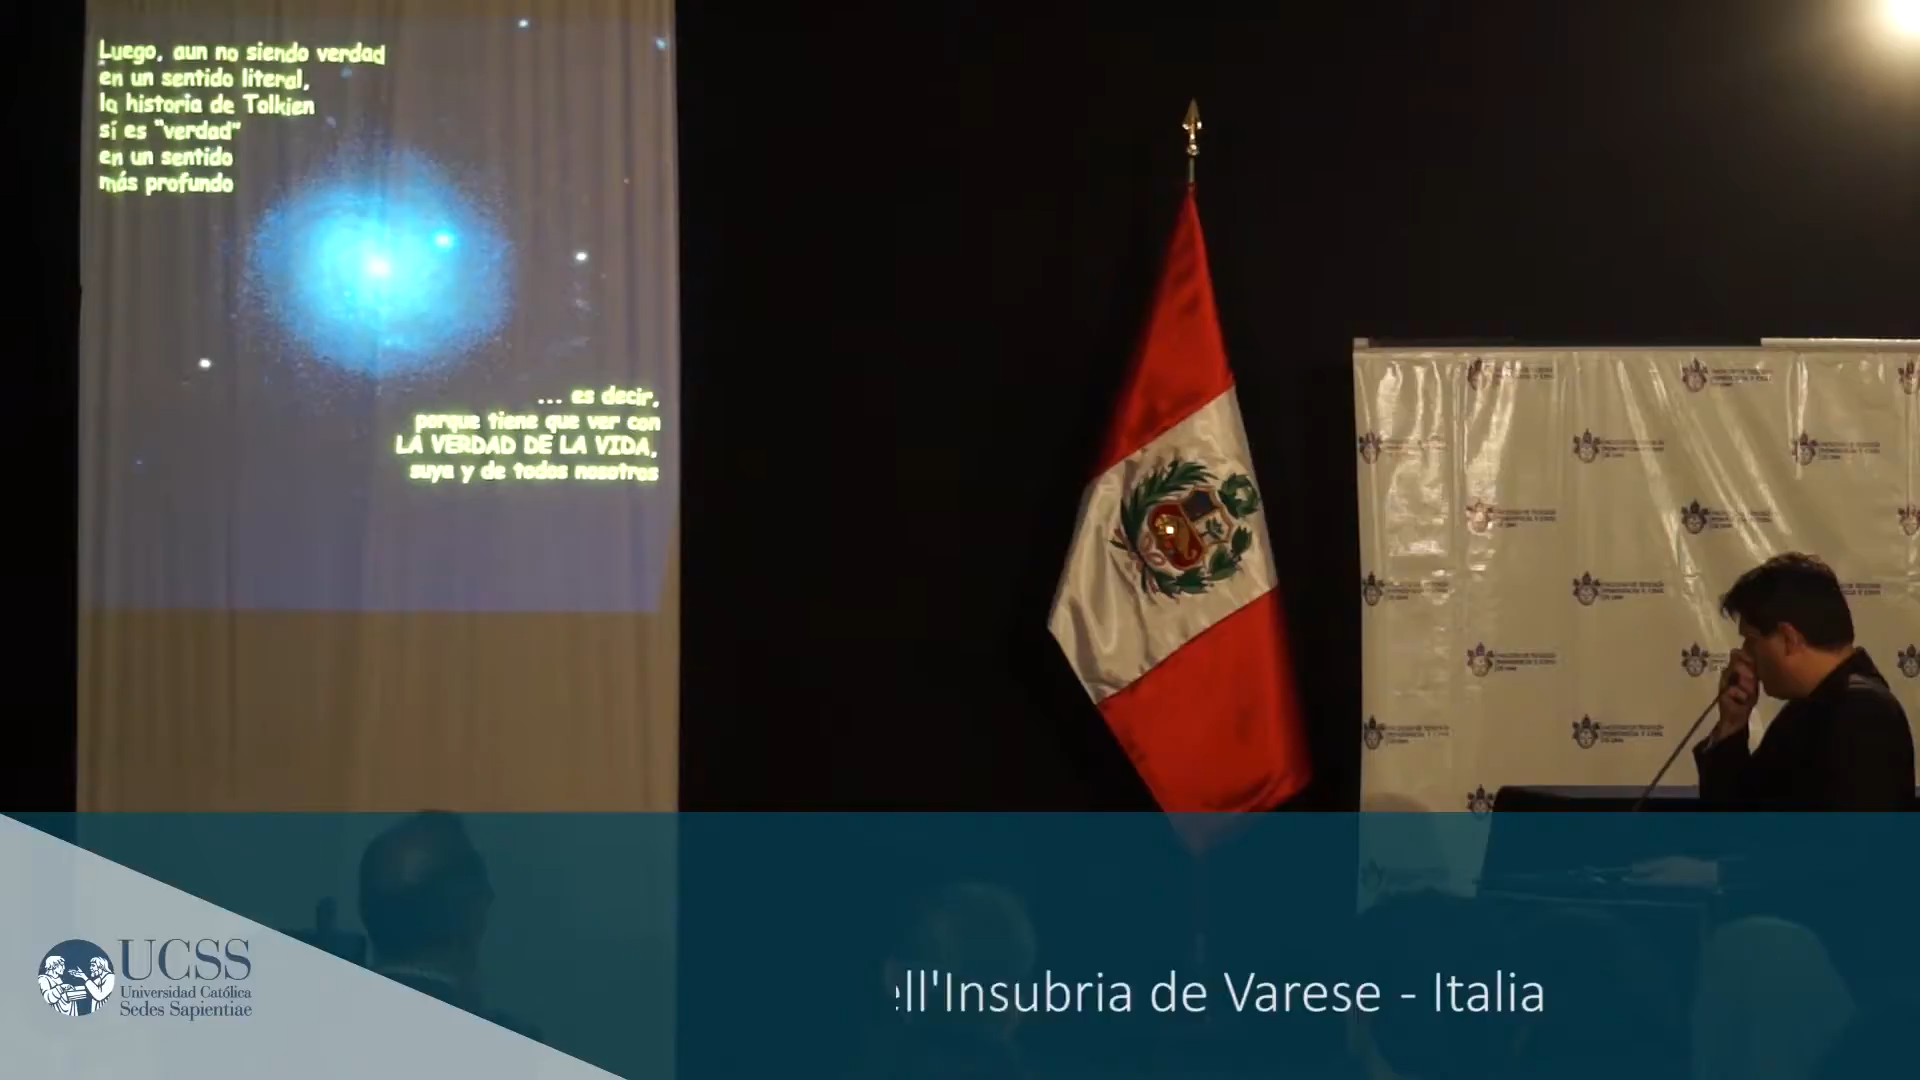 Luego, aun no siendo verdad
en un sentido literal,
la historia de Tolkien
sí es "verdad"
en un sentido
más profundo
... es decir,
porque tiene que ver con
LA VERDAD DE LA VIDA,
suya y de todos nosotros
UCSS
Universidad Católica
Sedes Sapientiae
ll'Insubria de Varese - Italia